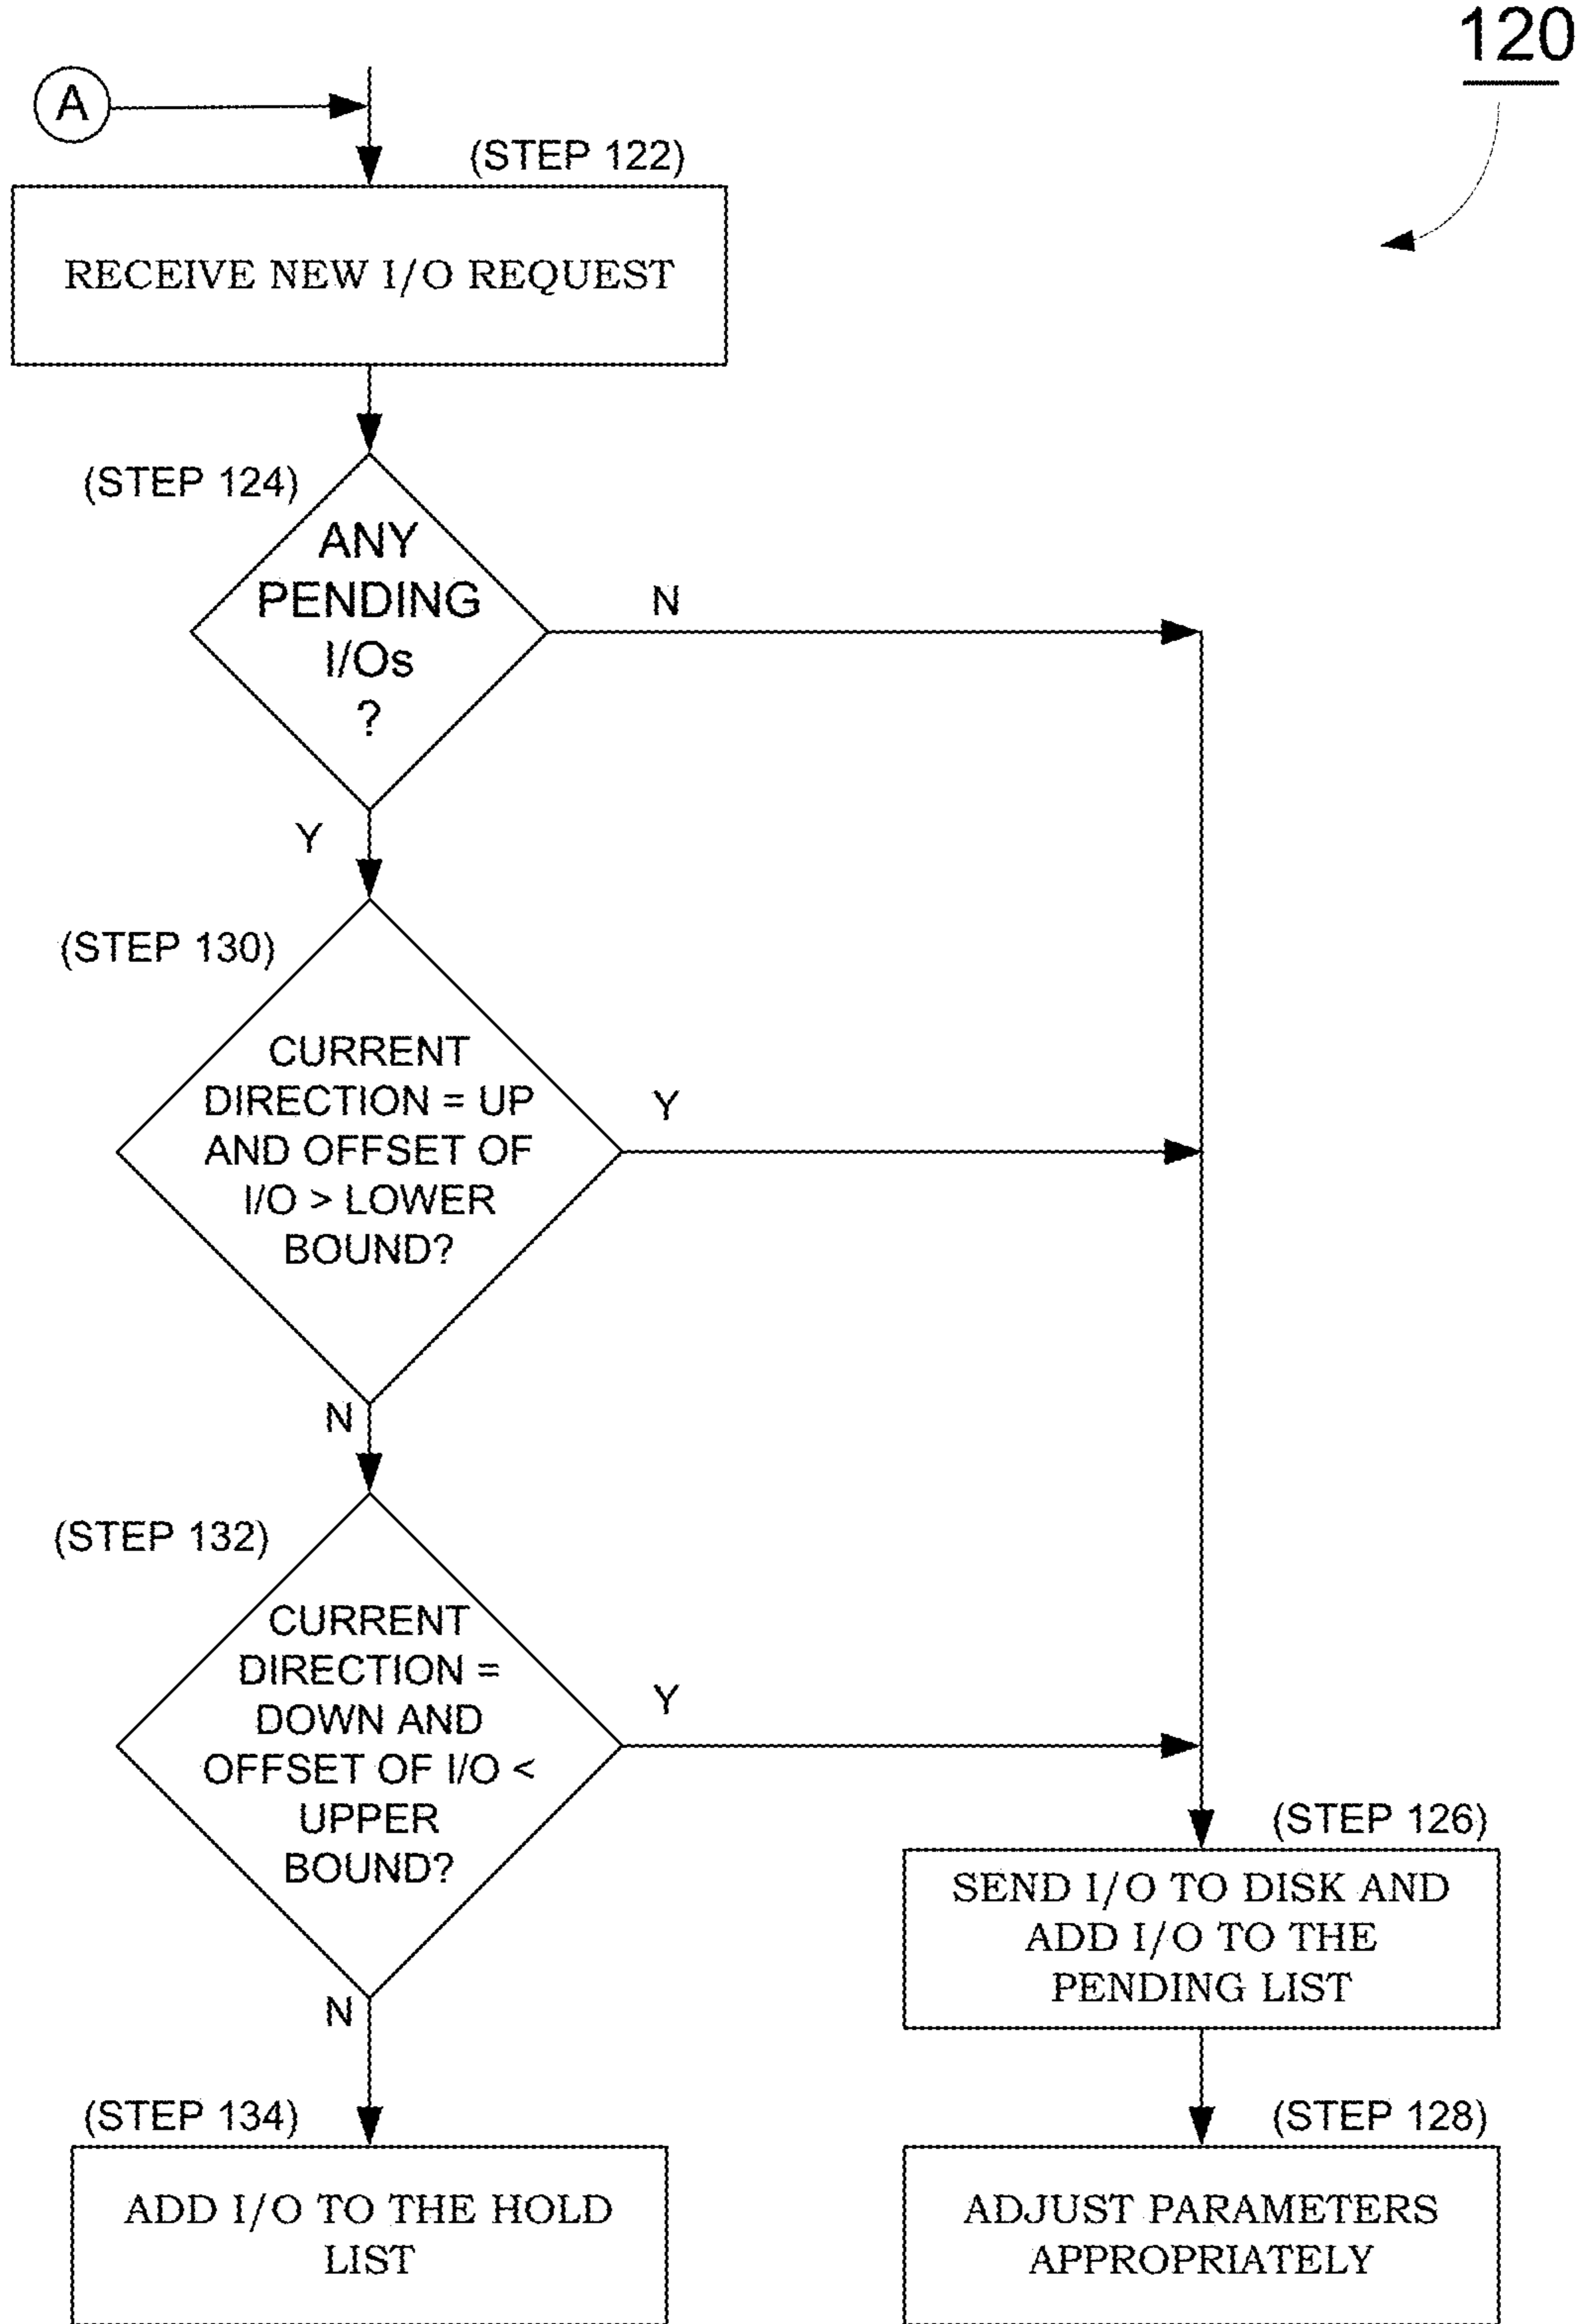 120
A
(STEP 122)
RECEIVE NEW I/O REQUEST
(STEP 124)
ANY
PENDING
I/Os
?
N
Y
(STEP 130)
CURRENT
DIRECTION = UP
AND OFFSET OF
I/O > LOWER
BOUND?
Y
N
(STEP 132)
CURRENT
DIRECTION =
DOWN AND
OFFSET OF I/O <
UPPER
BOUND?
Y
N
(STEP 126)
SEND I/O TO DISK AND
ADD I/O TO THE
PENDING LIST
(STEP 134)
ADD I/O TO THE HOLD
LIST
(STEP 128)
ADJUST PARAMETERS
APPROPRIATELY